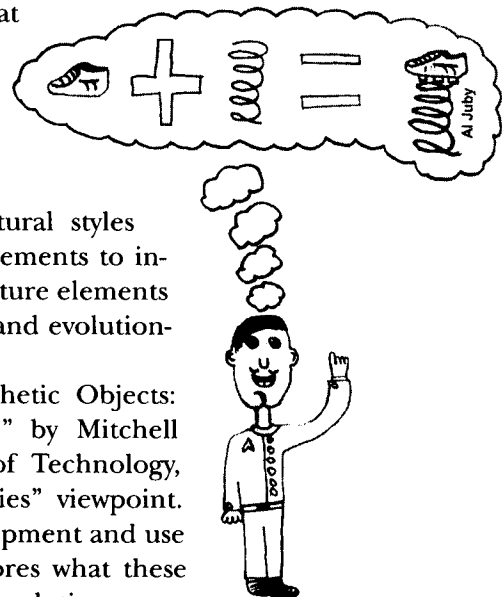 at
Al Juby
tural styles
ements to in-
ture elements
and evolution-
hetic Objects:
” by Mitchell
of Technology,
ies” viewpoint.
opment and use
ores what these